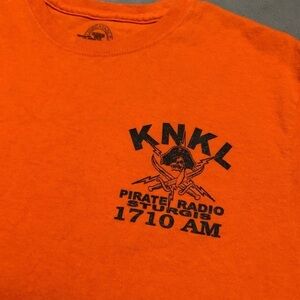 KNKL
PIRATE RADIO
STURGIS
1710 AM